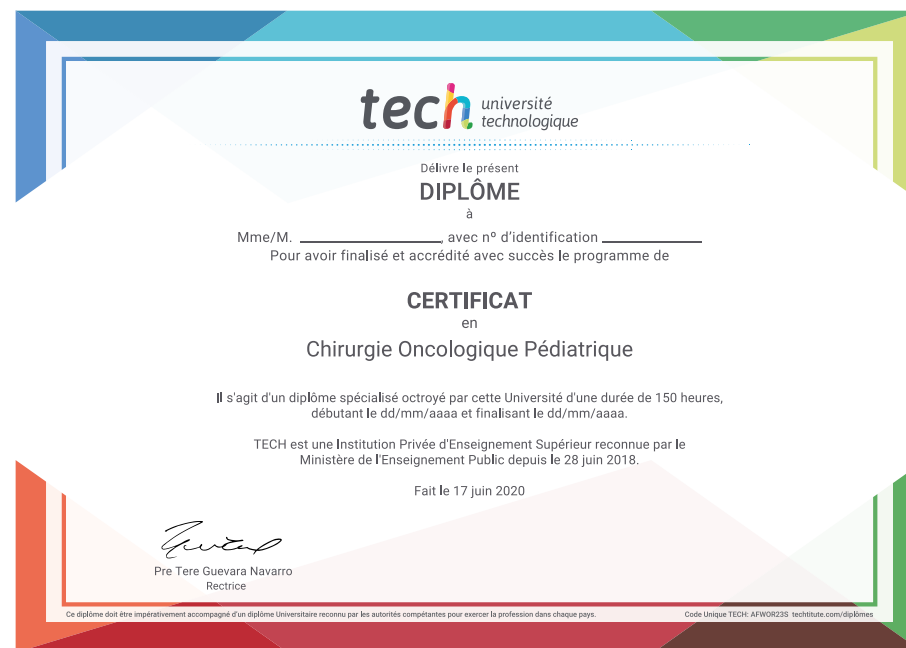 tech université
technologique
Délivre le présent
DIPLÔME
à
Mme/M. ____________________, avec nº d'identification ______________
Pour avoir finalisé et accrédité avec succès le programme de
CERTIFICAT
en
Chirurgie Oncologique Pédiatrique
Il s'agit d'un diplôme spécialisé octroyé par cette Université d'une durée de 150 heures,
débutant le dd/mm/aaaa et finalisant le dd/mm/aaaa.
TECH est une Institution Privée d'Enseignement Supérieur reconnue par le
Ministère de l'Enseignement Public depuis le 28 juin 2018.
Fait le 17 juin 2020
Pre Tere Guevara Navarro
Rectrice
Ce diplôme doit être impérativement accompagné d'un diplôme Universitaire reconnu par les autorités compétantes pour exercer la profession dans chaque pays. Code Unique TECH: AFWOR23S techtitute.com/diplômes